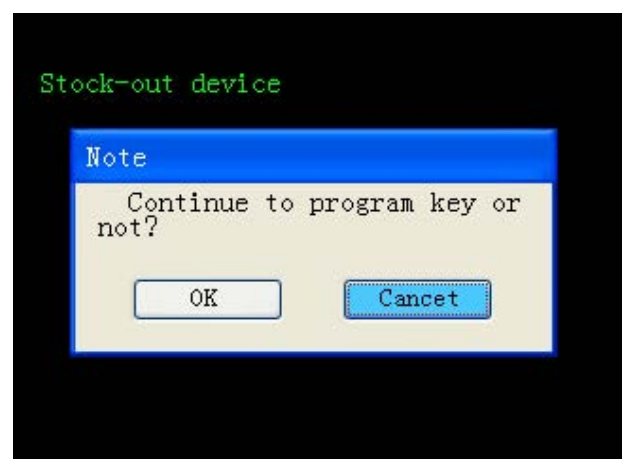 Stock-out device
Note
Continue to program key or
not?
OK
Cancet